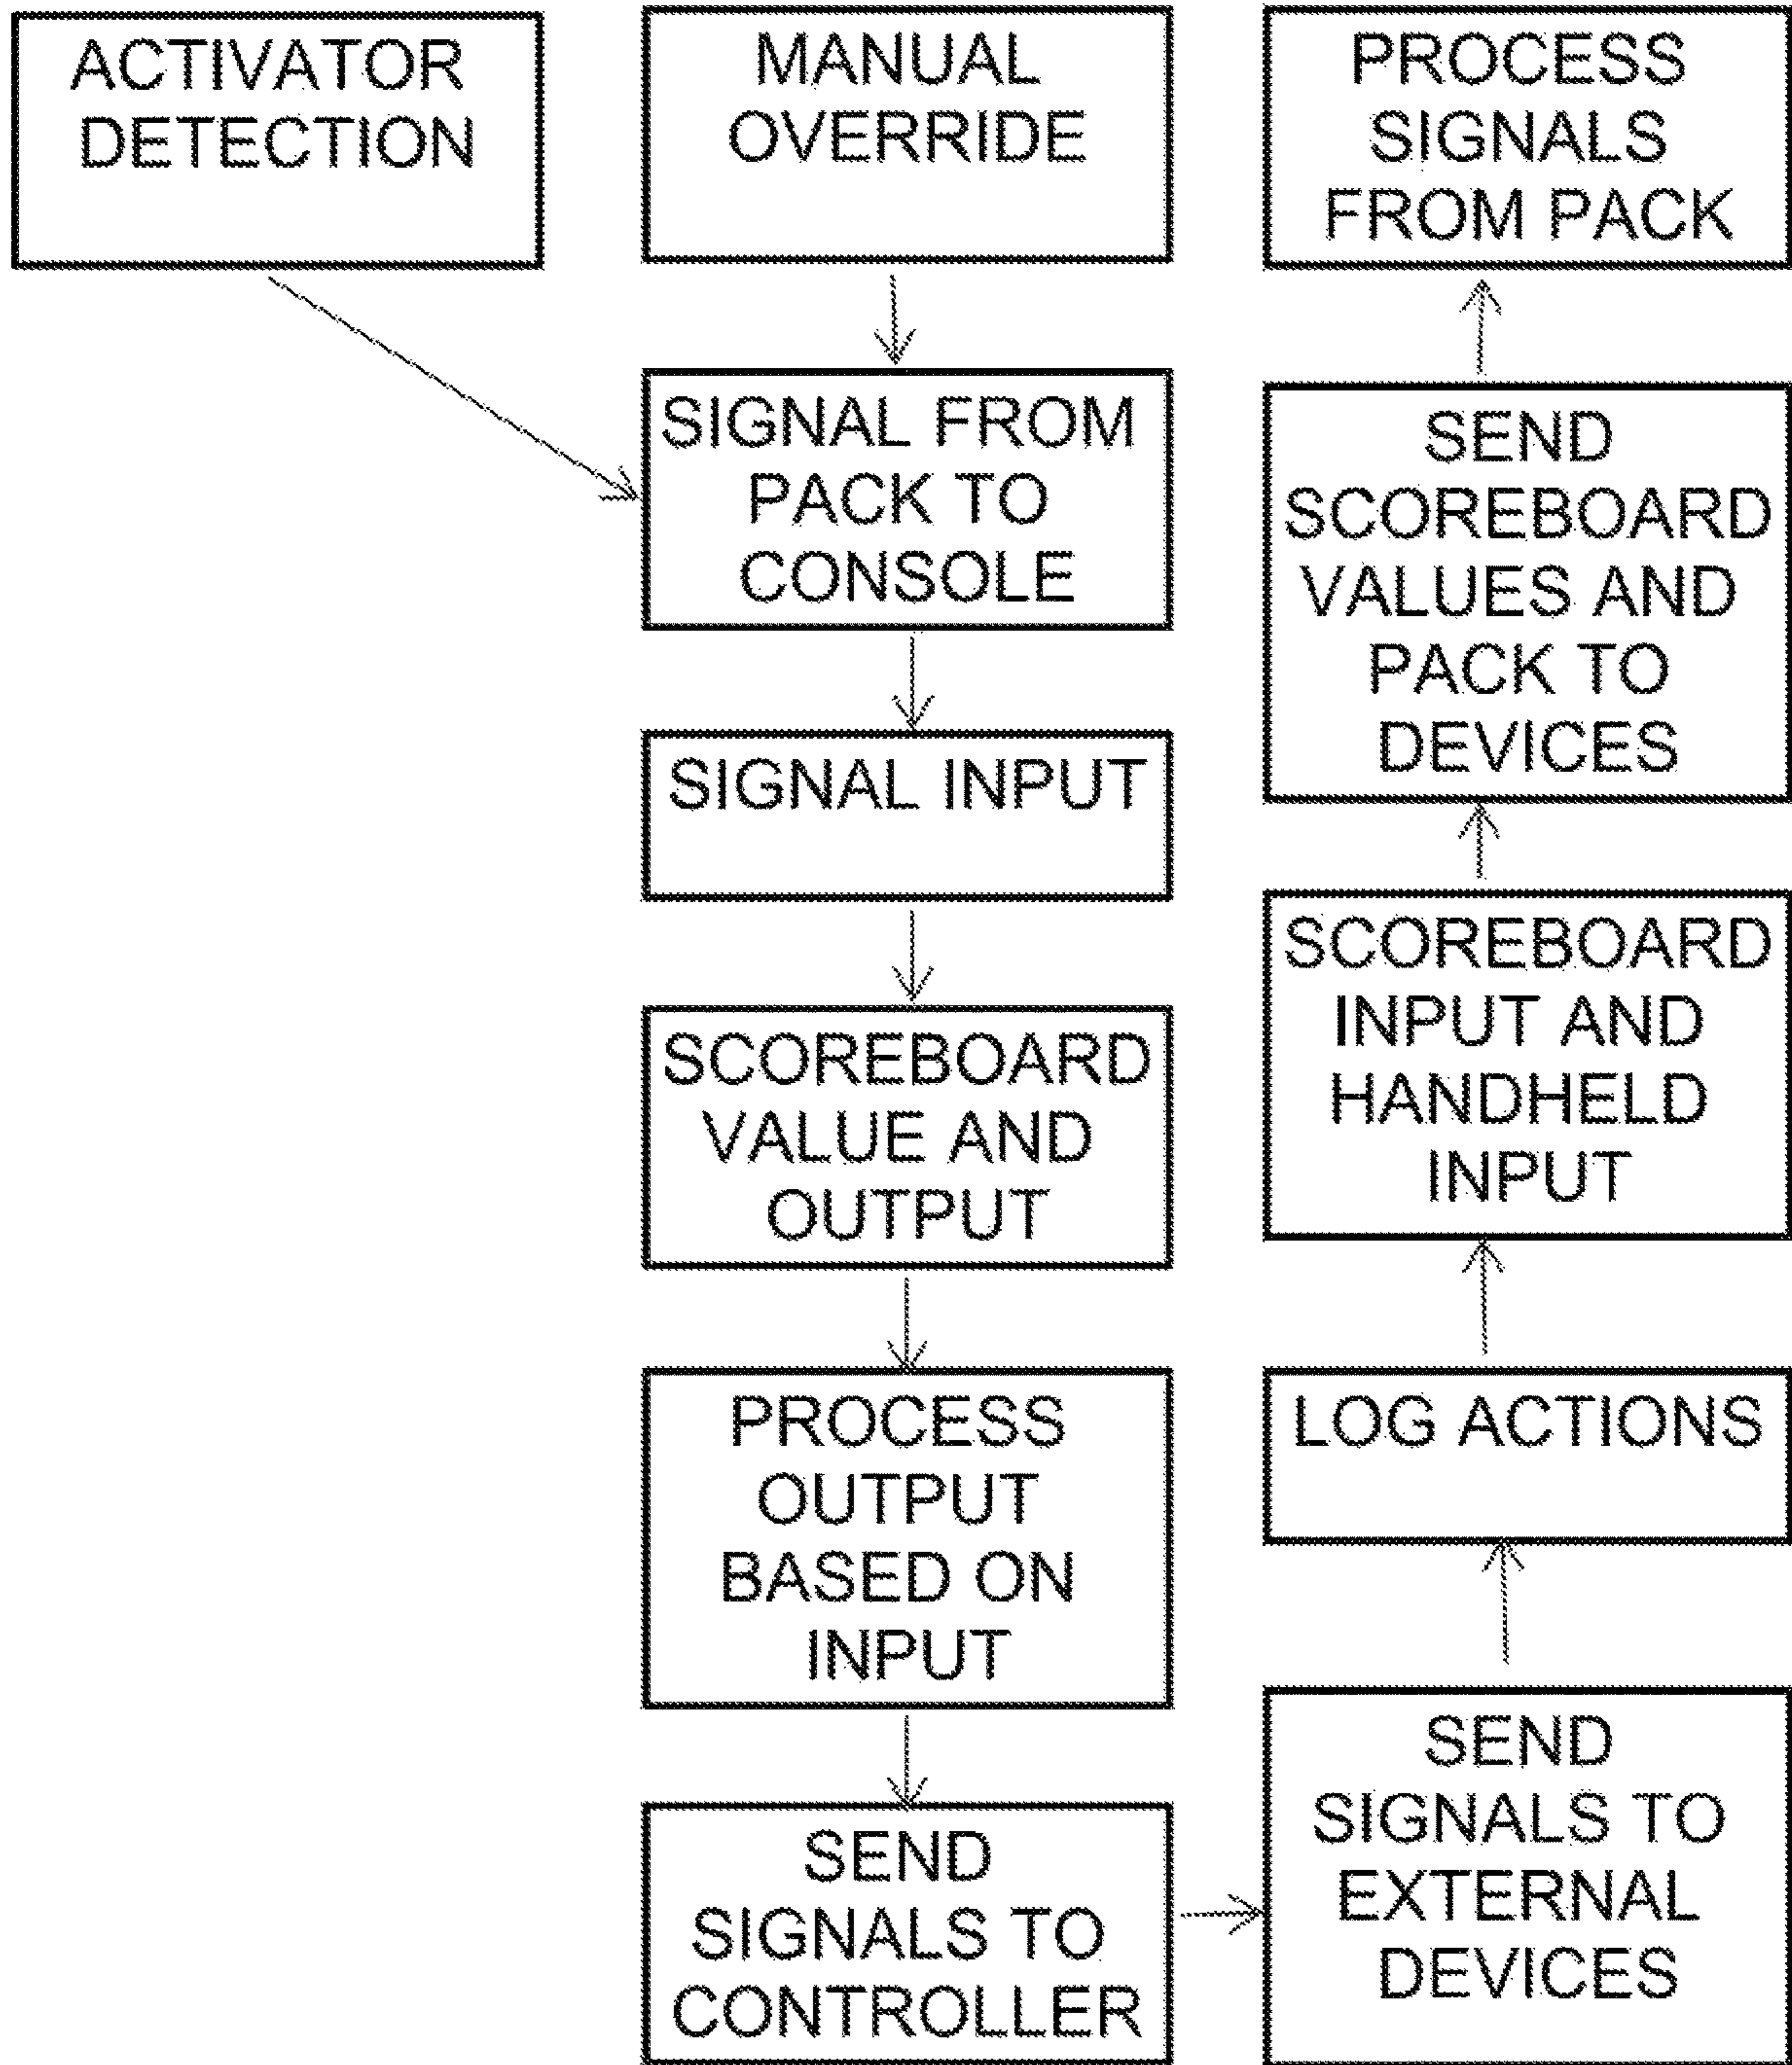 ACTIVATOR
DETECTION
MANUAL
OVERRIDE
SIGNAL FROM
PACK TO
CONSOLE
SIGNAL INPUT
SCOREBOARD
VALUE AND
OUTPUT
PROCESS
OUTPUT
BASED ON
INPUT
SEND
SIGNALS TO
CONTROLLER
SEND
SIGNALS TO
EXTERNAL
DEVICES
LOG ACTIONS
SCOREBOARD
INPUT AND
HANDHELD
INPUT
SEND
SCOREBOARD
VALUES AND
PACK TO
DEVICES
PROCESS
SIGNALS
FROM PACK